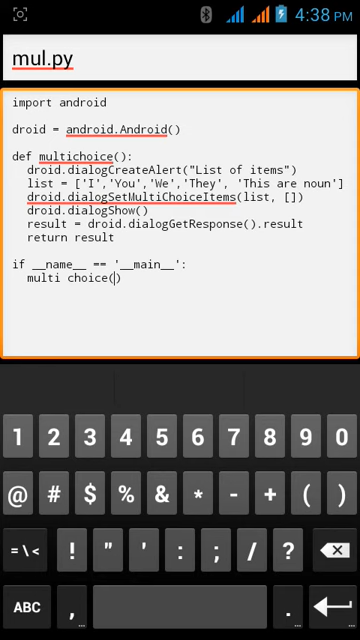 4:38 PM
mul.py
import android
droid = android.Android()
def multichoice():
droid.dialogCreateAlert("List of items")
list = ['I','You','We','They', 'This are noun']
droid.dialogSetMultiChoiceItems(list, [])
droid.dialogShow()
result = droid.dialogGetResponse().result
return result
if __name__ == '__main__':
multi choice()
1 2 3 4 5 6 7 8 9 0
@ # $ % & * - + ( )
= \ < ! " ' : ; / ?
ABC , ... . ...